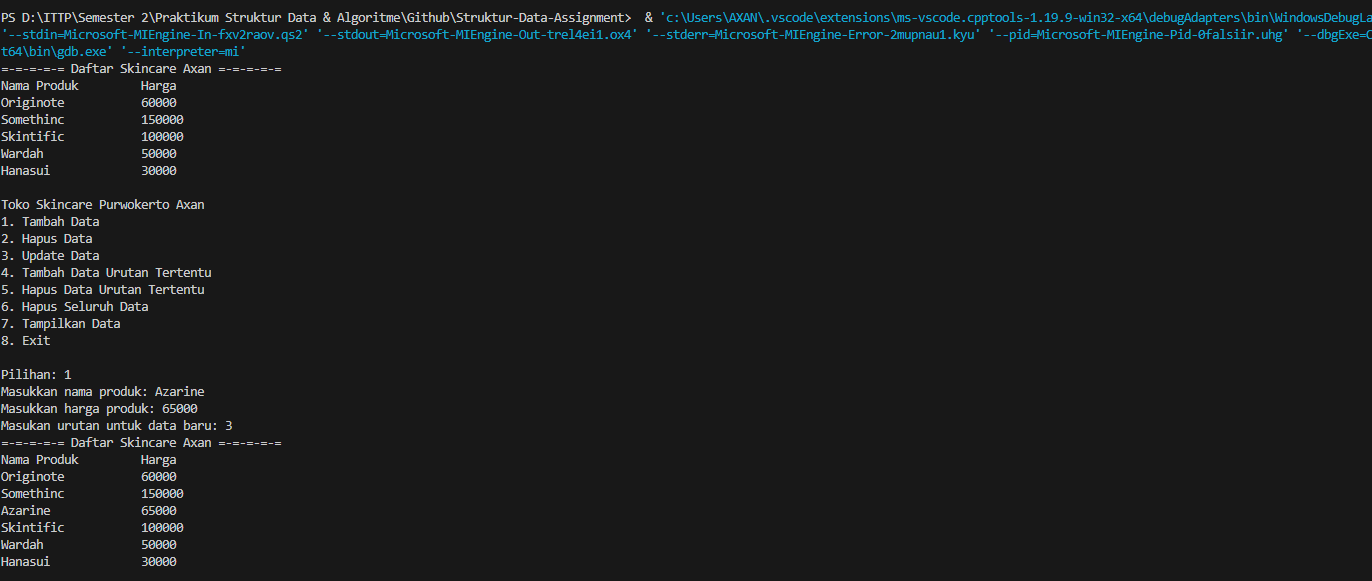 PS D:\ITTP\Semester 2\Praktikum Struktur Data & Algoritme\Github\Struktur-Data-Assignment>  & 'c:\Users\AXAN\.vscode\extensions\ms-vscode.cpptools-1.19.9-win32-x64\debugAdapters\bin\WindowsDebugLa
'--stdin=Microsoft-MIEngine-In-fxv2raov.qs2' '--stdout=Microsoft-MIEngine-Out-trel4ei1.ox4' '--stderr=Microsoft-MIEngine-Error-2mupnau1.kyu' '--pid=Microsoft-MIEngine-Pid-0falsiir.uhg' '--dbgExe=C
t64\bin\gdb.exe' '--interpreter=mi'
=-=-=-=-= Daftar Skincare Axan =-=-=-=-=
Nama Produk Harga
Originote 60000
Somethinc 150000
Skintific 100000
Wardah 50000
Hanasui 30000
Toko Skincare Purwokerto Axan
1. Tambah Data
2. Hapus Data
3. Update Data
4. Tambah Data Urutan Tertentu
5. Hapus Data Urutan Tertentu
6. Hapus Seluruh Data
7. Tampilkan Data
8. Exit
Pilihan: 1
Masukkan nama produk: Azarine
Masukkan harga produk: 65000
Masukan urutan untuk data baru: 3
=-=-=-=-= Daftar Skincare Axan =-=-=-=-=
Nama Produk Harga
Originote 60000
Somethinc 150000
Azarine 65000
Skintific 100000
Wardah 50000
Hanasui 30000